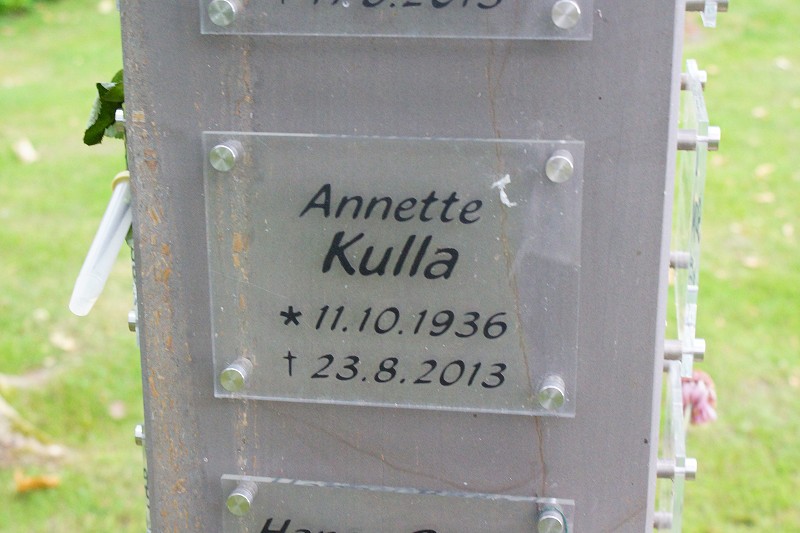 Annette
Kulla
* 11.10.1936
† 23.8.2013